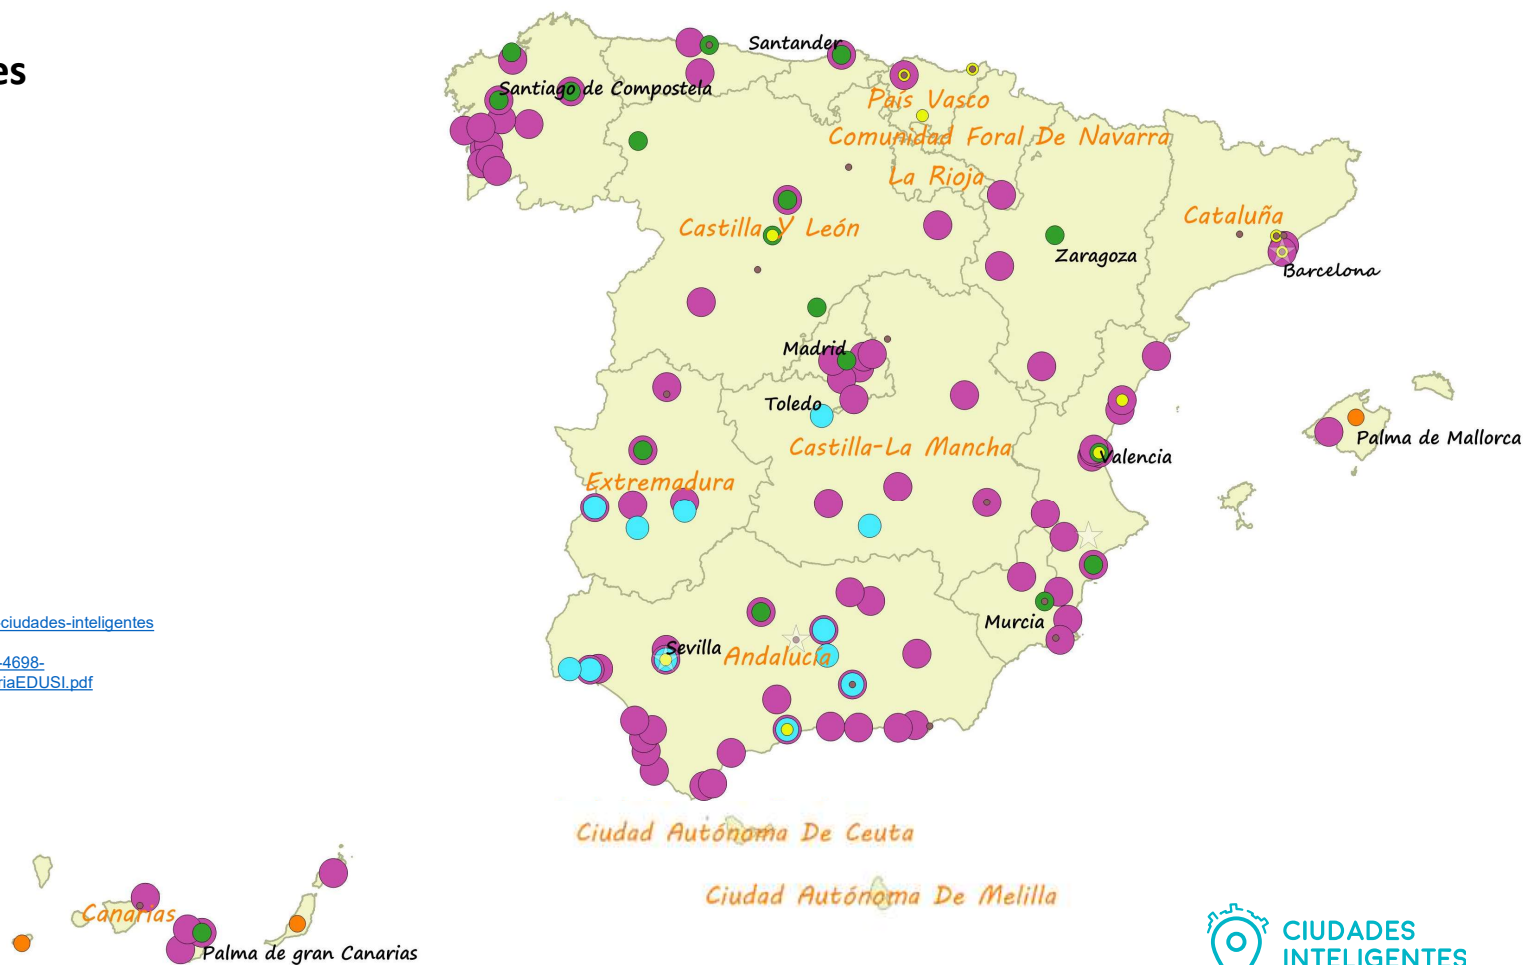 es
Santander
Santiago de Compostela
País Vasco
Comunidad Foral De Navarra
La Rioja
Cataluña
Castilla Y León
Zaragoza
Barcelona
Madrid
Toledo
Palma de Mallorca
Castilla-La Mancha
Valencia
Extremadura
ciudades-inteligentes
Murcia
Sevilla
Andalucía
-4698-
riaEDUSI.pdf
Ciudad Autónoma De Ceuta
Ciudad Autónoma De Melilla
Canarias
Palma de gran Canarias
CIUDADES
INTELIGENTES